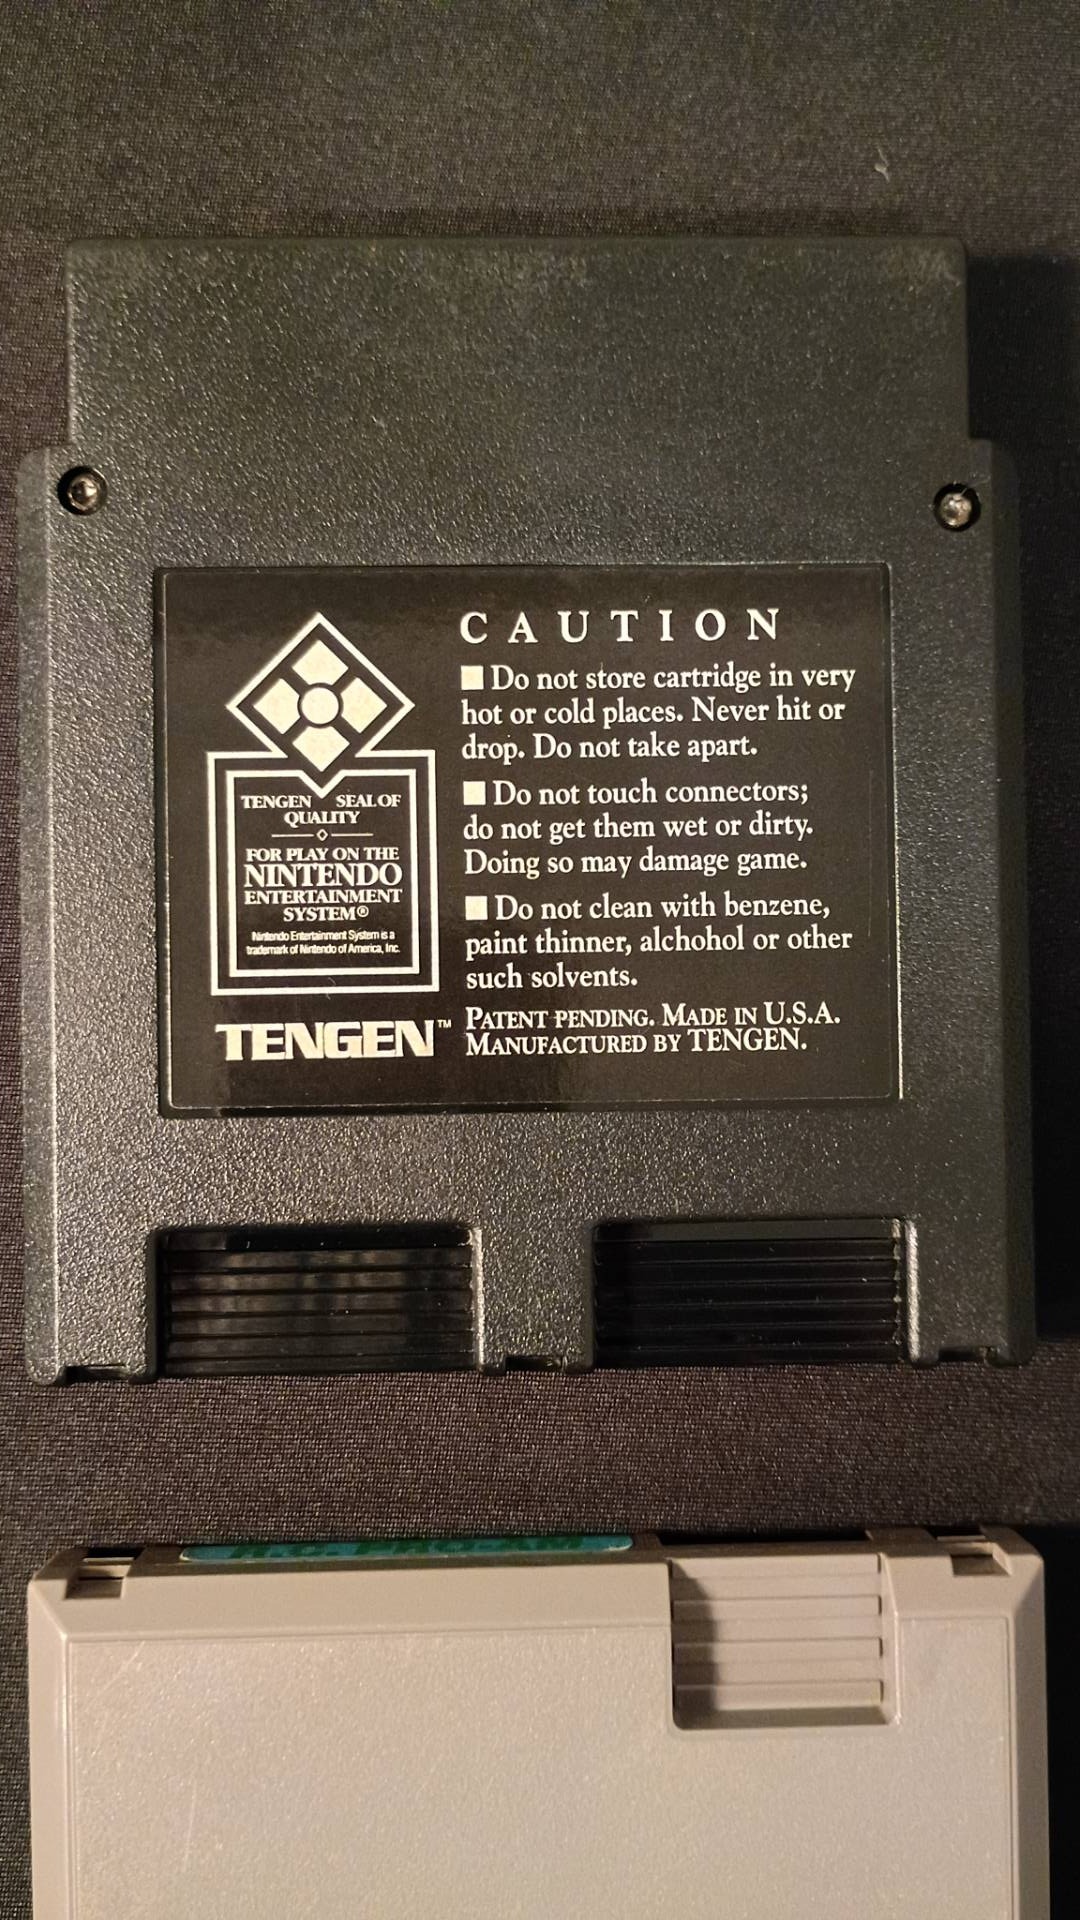 CAUTION
Do not store cartridge in very
hot or cold places. Never hit or
drop. Do not take apart.
Do not touch connectors;
do not get them wet or dirty.
Doing so may damage game.
Do not clean with benzene,
paint thinner, alchohol or other
such solvents.
PATENT PENDING. MADE IN U.S.A.
MANUFACTURED BY TENGEN.
TENGEN SEAL OF
QUALITY
FOR PLAY ON THE
NINTENDO
ENTERTAINMENT
SYSTEM®
Nintendo Entertainment System is a
trademark of Nintendo of America, Inc.
TENGEN™
R.C. PRO-AM